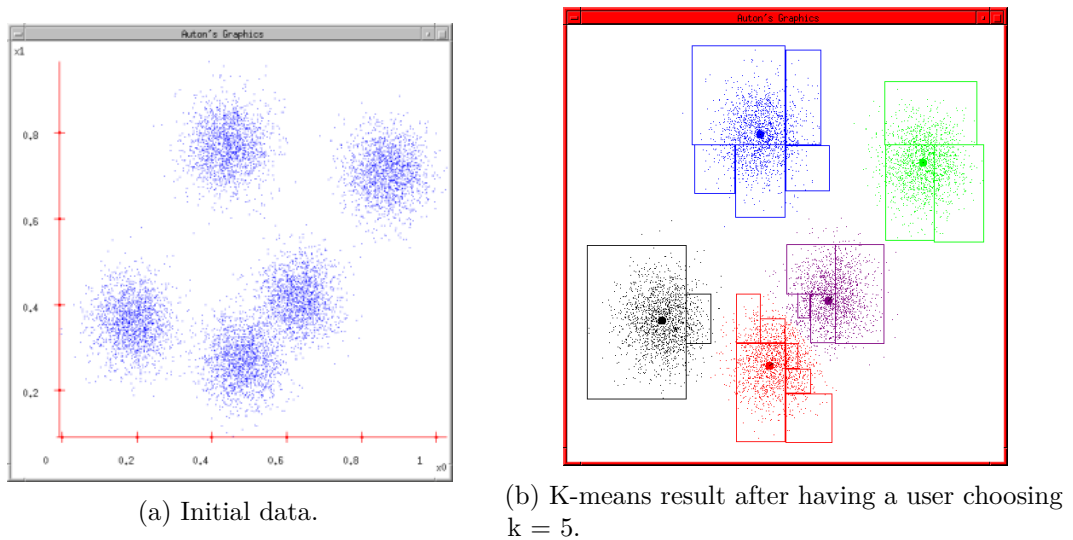 Auton's Graphics
x1
0.8
0.6
0.4
0.2
0 0.2 0.4 0.6 0.8 1
x0
(a) Initial data.
Auton's Graphics
(b) K-means result after having a user choosing
k = 5.